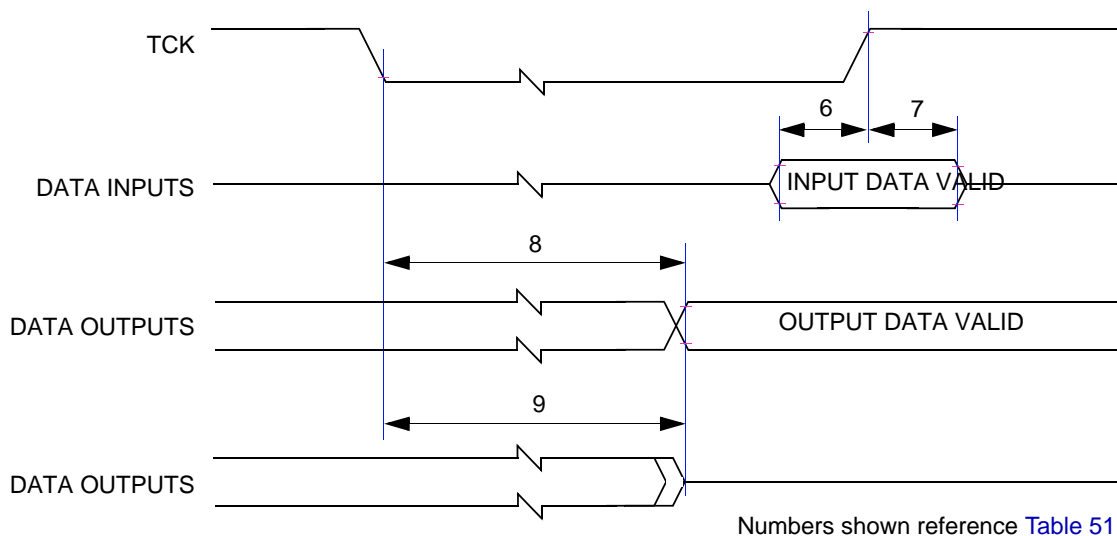 TCK
6
7
DATA INPUTS
INPUT DATA VALID
8
DATA OUTPUTS
OUTPUT DATA VALID
9
DATA OUTPUTS
Numbers shown reference Table 51